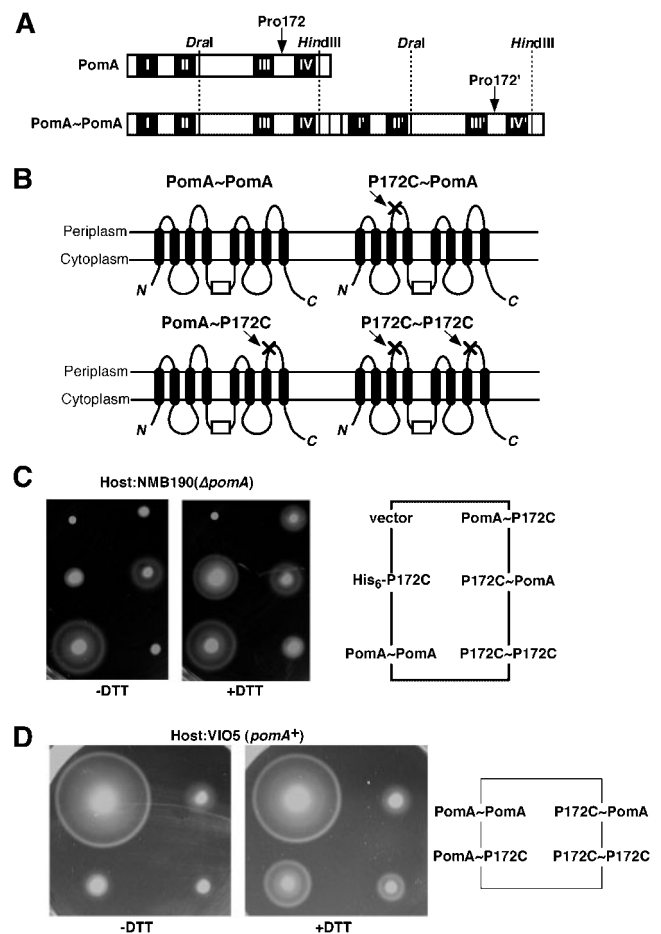 A
Pro172
DraI HindIII DraI HindIII
PomA I II III IV Pro172'
PomA~PomA I II III IV I' II' III' IV'
B
PomA~PomA P172C~PomA
Periplasm
Cytoplasm
N C N C
PomA~P172C P172C~P172C
Periplasm
Cytoplasm
N C N C
C
Host:NMB190(ΔpomA)
vector PomA~P172C
His6-P172C P172C~PomA
PomA~PomA P172C~P172C
-DTT +DTT
D
Host:VIO5 (pomA+)
PomA~PomA P172C~PomA
PomA~P172C P172C~P172C
-DTT +DTT